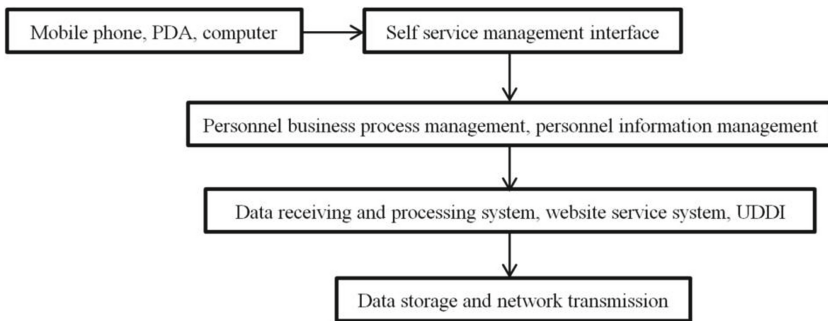 Mobile phone, PDA, computer
Self service management interface
Personnel business process management, personnel information management
Data receiving and processing system, website service system, UDDI
Data storage and network transmission